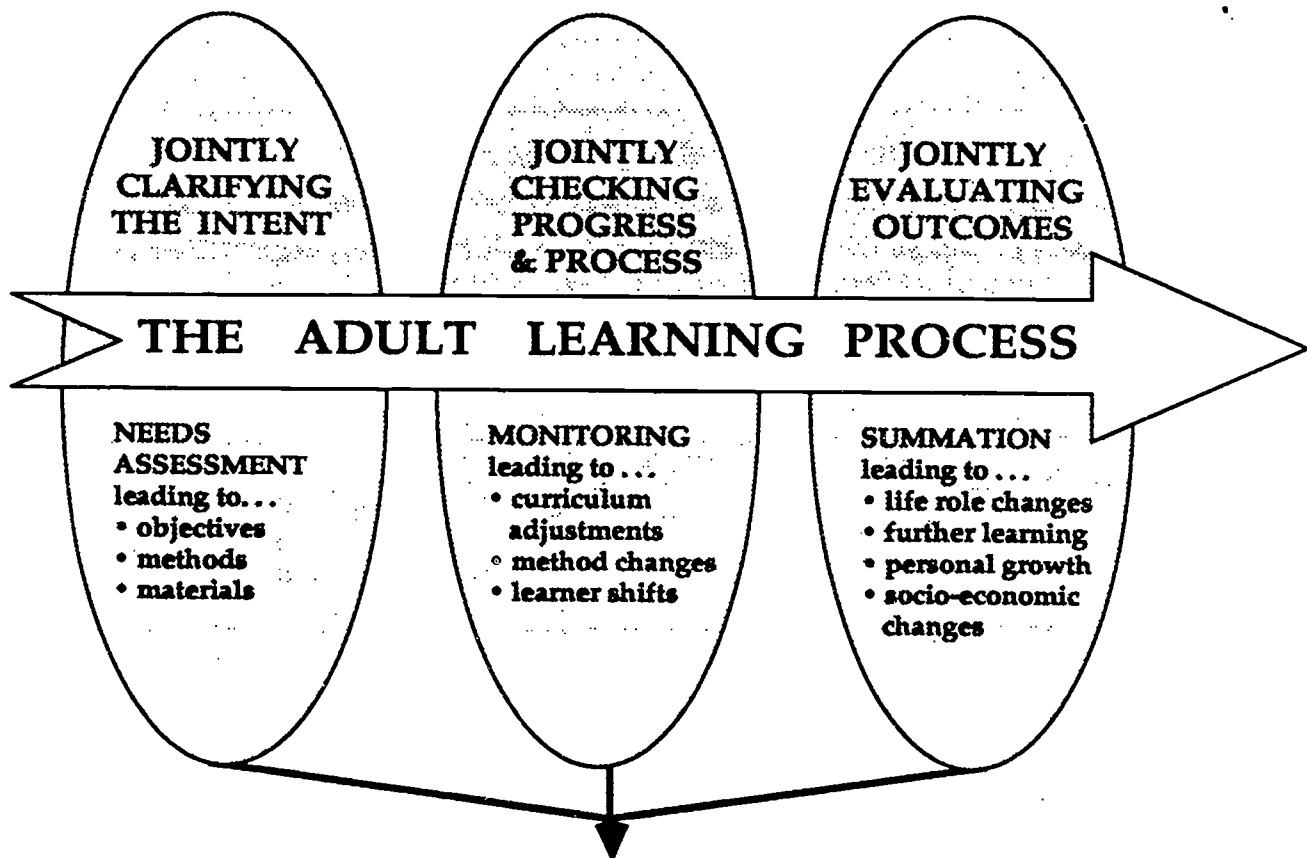 JOINTLY
CLARIFYING
THE INTENT
JOINTLY
CHECKING
PROGRESS
& PROCESS
JOINTLY
EVALUATING
OUTCOMES
THE ADULT LEARNING PROCESS
NEEDS
ASSESSMENT
leading to...
• objectives
• methods
• materials
MONITORING
leading to...
• curriculum
adjustments
• method changes
• learner shifts
SUMMATION
leading to...
• life role changes
• further learning
• personal growth
• socio-economic
changes